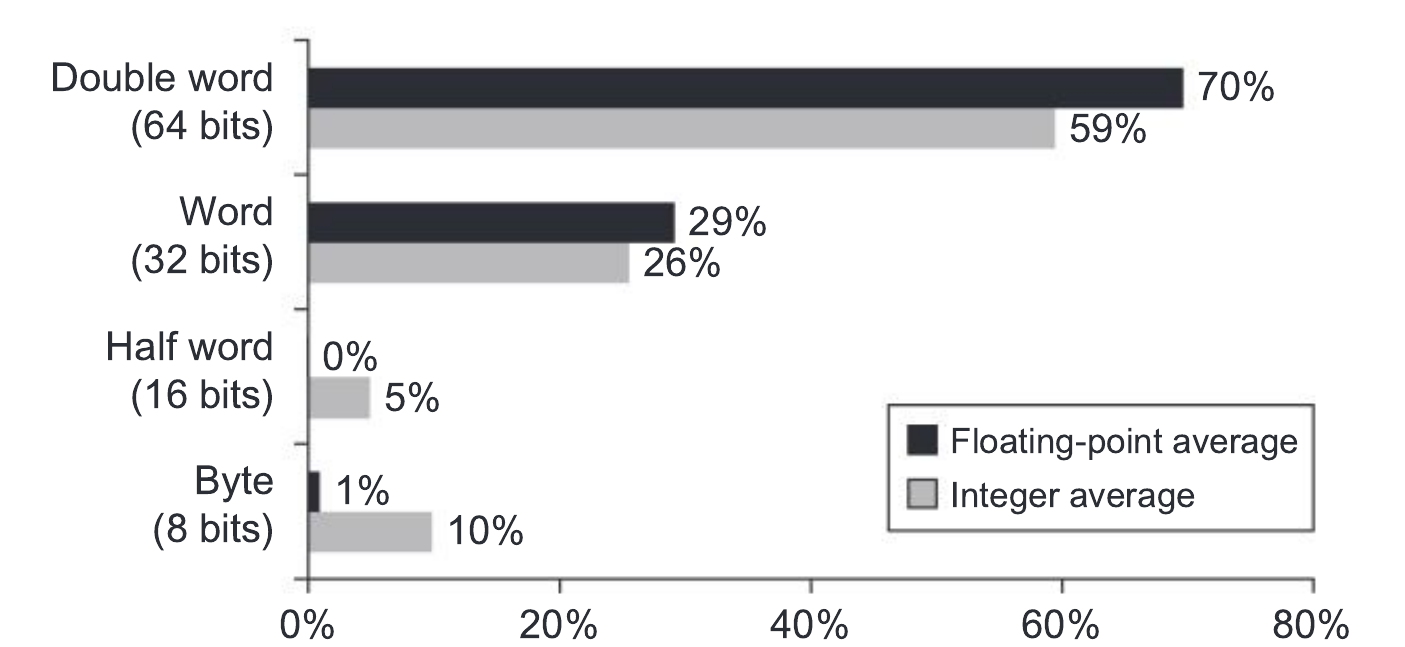 Double word
(64 bits)
70%
59%
Word
(32 bits)
29%
26%
Half word
(16 bits)
0%
5%
Byte
(8 bits)
1%
10%
Floating-point average
Integer average
0% 20% 40% 60% 80%